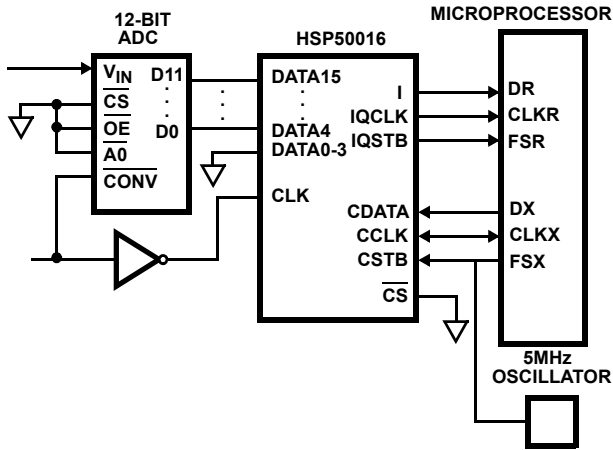 12-BIT
ADC
HSP50016
MICROPROCESSOR
VIN
CS
OE
A0
CONV
D11
D0
DATA15
DATA4
DATA0-3
CLK
I
IQCLK
IQSTB
CDATA
CCLK
CSTB
CS
DR
CLKR
FSR
DX
CLKX
FSX
5MHz
OSCILLATOR